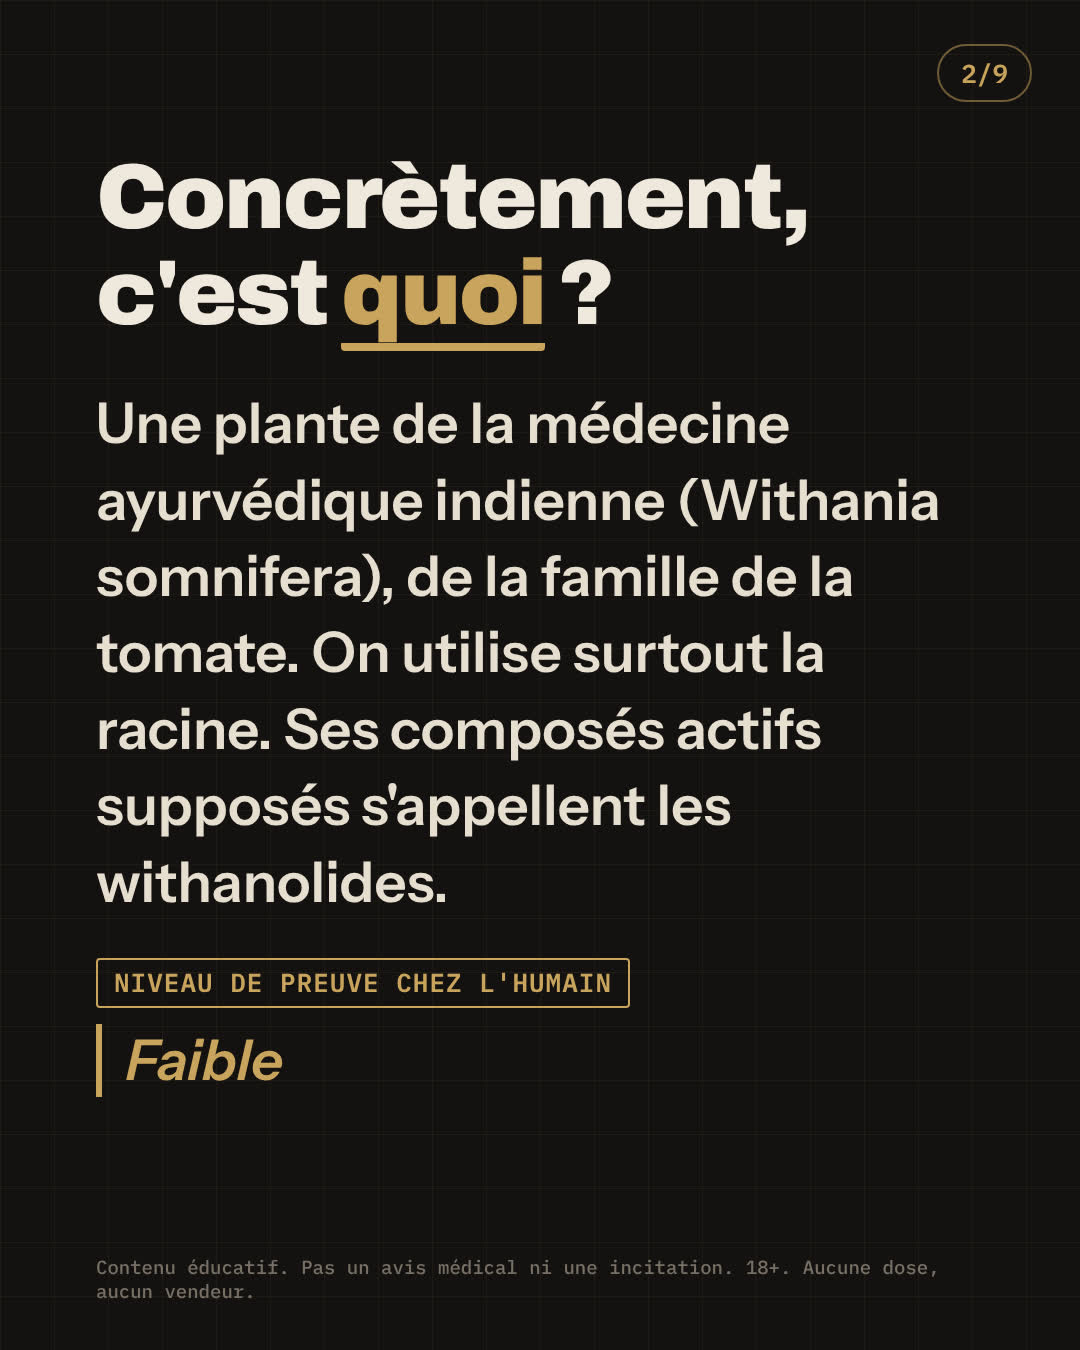 2/9
Concrètement,
c'est quoi ?
Une plante de la médecine
ayurvédique indienne (Withania
somnifera), de la famille de la
tomate. On utilise surtout la
racine. Ses composés actifs
supposés s'appellent les
withanolides.
NIVEAU DE PREUVE CHEZ L'HUMAIN
Faible
Contenu éducatif. Pas un avis médical ni une incitation. 18+. Aucune dose,
aucun vendeur.